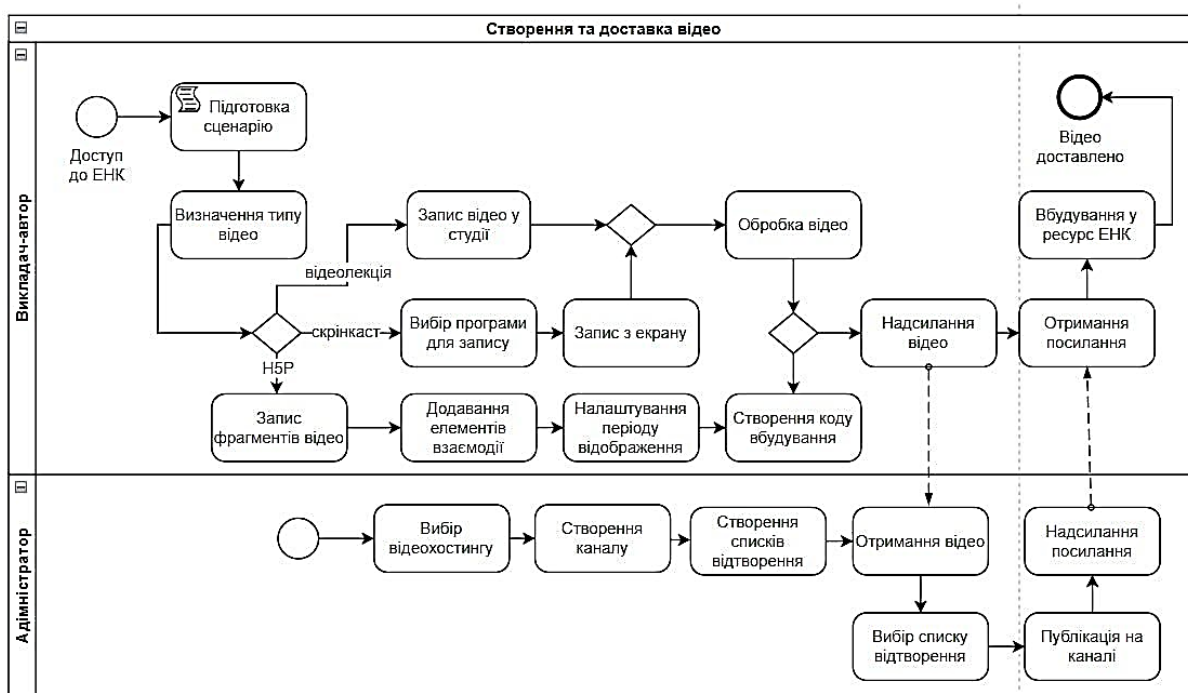 Створення та доставка відео
Викладач-автор
Доступ
до ЕНК
Підготовка
сценарію
Визначення типу
відео
відеолекція
скрінкаст
H5P
Запис відео у
студії
Вибір програми
для запису
Запис з екрану
Запис
фрагментів відео
Додавання
елементів
взаємодії
Налаштування
періоду
відображення
Створення коду
вбудування
Обробка відео
Надсилання
відео
Отримання
посилання
Вбудування у
ресурс ЕНК
Відео
доставлено
Адміністратор
Вибір
відеохостингу
Створення
каналу
Створення
списків
відтворення
Отримання відео
Вибір списку
відтворення
Публікація на
каналі
Надсилання
посилання